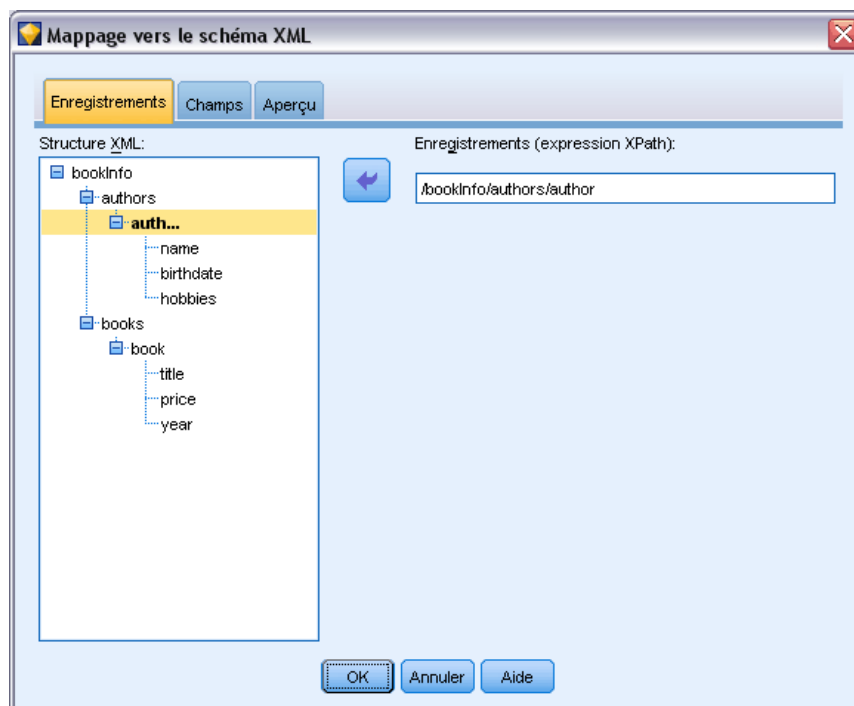 Mappage vers le schéma XML
Enregistrements Champs Aperçu
Structure XML:
Enregistrements (expression XPath):
bookInfo
/bookInfo/authors/author
authors
auth...
name
birthdate
hobbies
books
book
title
price
year
OK Annuler Aide